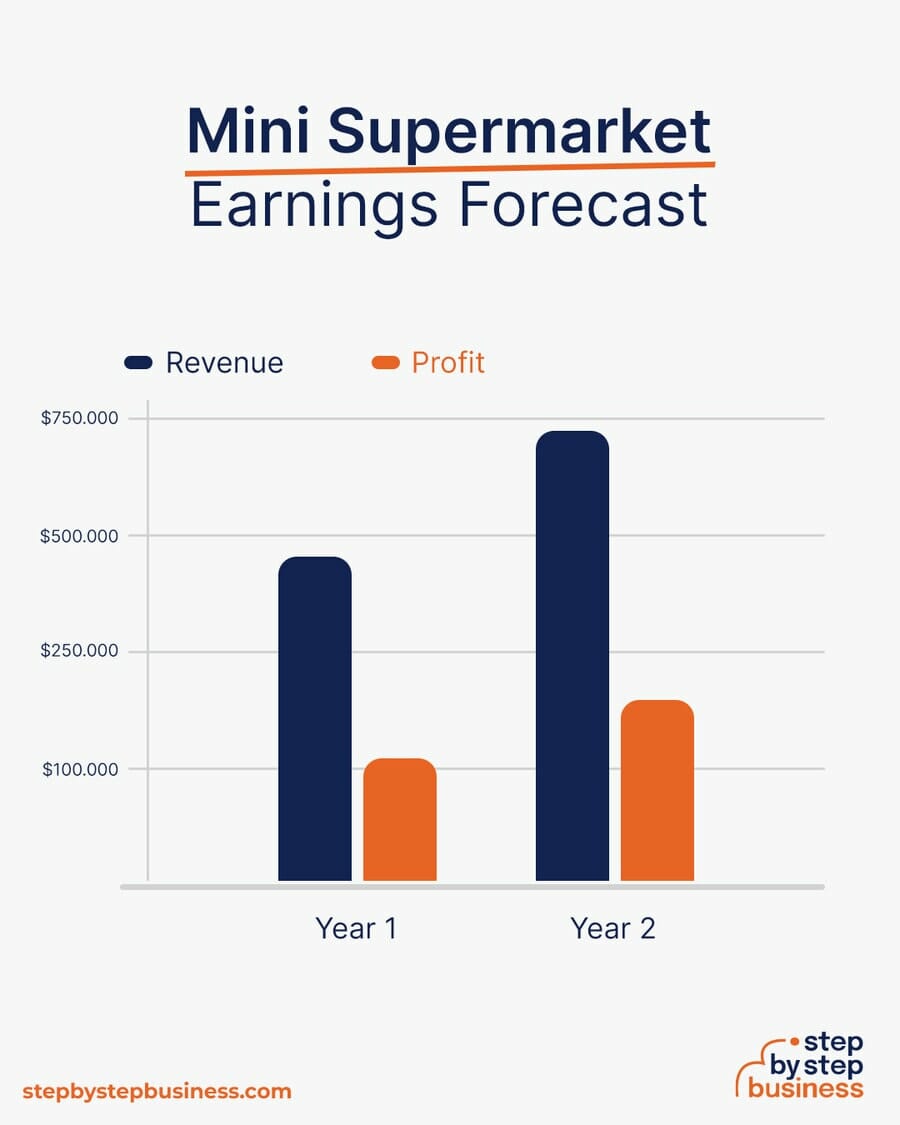 Mini Supermarket
Earnings Forecast
Revenue
Profit
$750.000
$500.000
$250.000
$100.000
Year 1
Year 2
stepbystepbusiness.com
step
by step
business